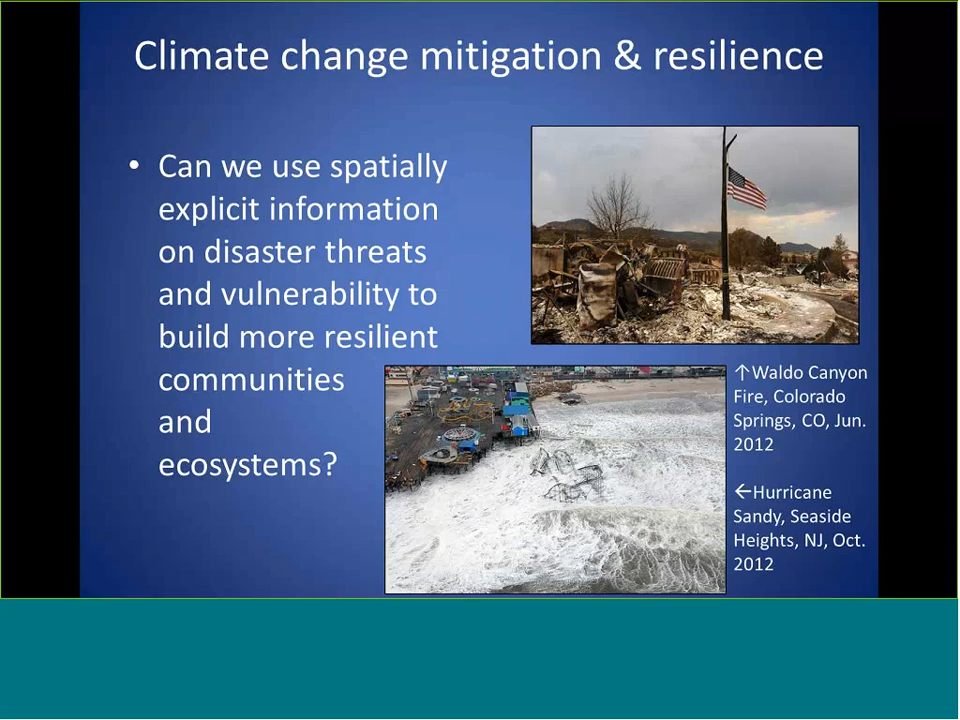 Climate change mitigation & resilience
• Can we use spatially
explicit information
on disaster threats
and vulnerability to
build more resilient
communities
and
ecosystems?
↑Waldo Canyon
Fire, Colorado
Springs, CO, Jun.
2012
←Hurricane
Sandy, Seaside
Heights, NJ, Oct.
2012